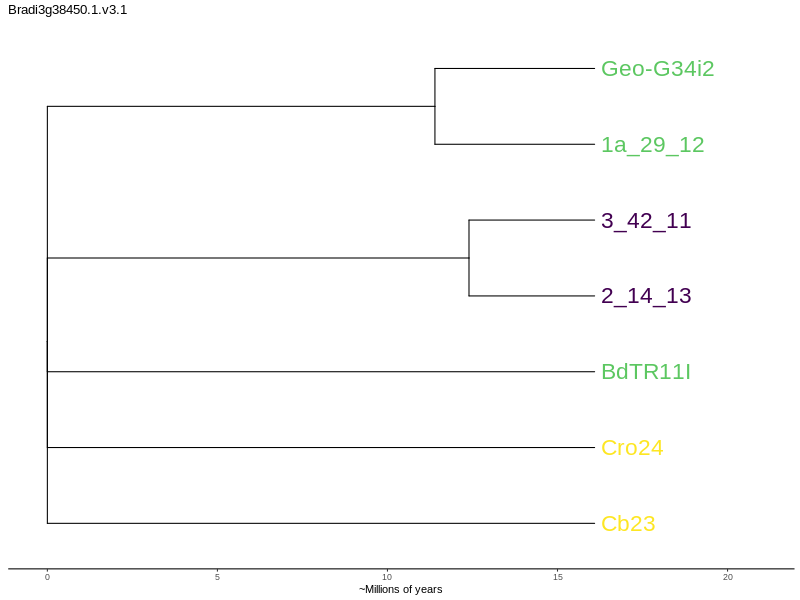 Bradi3g38450.1.v3.1
Geo-G34i2
1a_29_12
3_42_11
2_14_13
BdTR11I
Cro24
Cb23
0 5 10 15 20
~Millions of years